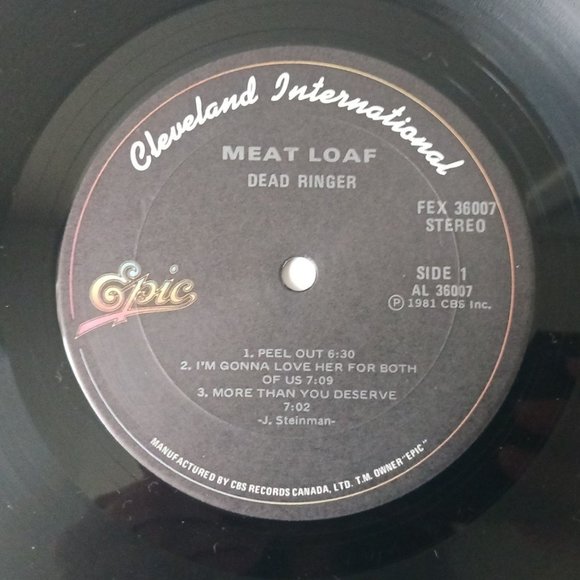 Cleveland International
MEAT LOAF
DEAD RINGER
FEX 36007
STEREO
Epic
SIDE 1
AL 36007
Ⓟ 1981 CBS Inc.
1. PEEL OUT 6:30
2. I'M GONNA LOVE HER FOR BOTH
OF US 7:09
3. MORE THAN YOU DESERVE
7:02
-J. Steinman-
MANUFACTURED BY CBS RECORDS CANADA, LTD. T.M. OWNER "EPIC"